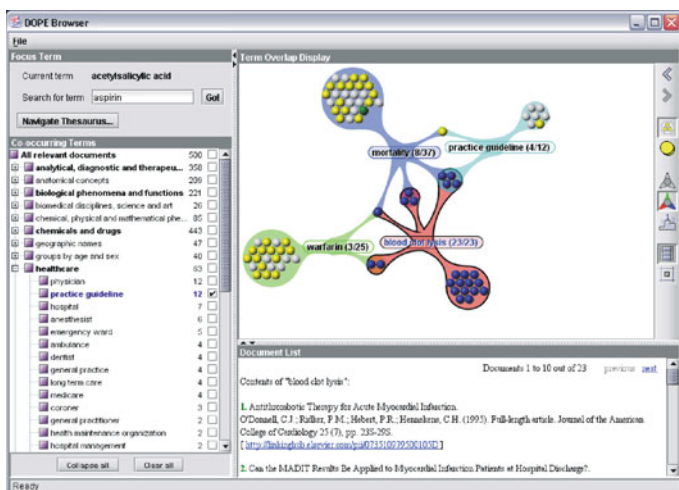 DOPE Browser
File
Focus Term
Current term acetylsalicylic acid
Search for term aspirin Go!
Navigate Thesaurus...
Co-occurring Terms
All relevant documents 500
analytical, diagnostic and therapeu... 358
anatomical concepts 209
biological phenomena and functions 221
biomedical disciplines, science and art 26
chemical, physical and mathematical phe... 85
chemicals and drugs 443
geographic names 47
groups by age and sex 40
healthcare 63
physician 12
practice guideline 12
hospital 7
anesthesist 6
emergency ward 5
ambulance 4
dentist 4
general practice 4
long term care 4
medicare 4
coroner 3
general practitioner 2
health maintenance organization 2
hospital management 2
Collapse all Clear all
Ready
Term Overlap Display
mortality (8/37)
practice guideline (4/12)
warfarin (3/25)
blood clot lysis (23/23)
Document List
Documents 1 to 10 out of 23 previous next
Contents of "blood clot lysis":
1. Antithrombotic Therapy for Acute Myocardial Infarction.
O'Donnell, C.J.; Ridker, P.M.; Hebert, P.R.; Hennekens, C.H. (1995). Full-length article. Journal of the American
College of Cardiology 25 (7), pp. 23S-29S.
[ http://linkinghub.elsevier.com/pii/073510979500105D ]
2. Can the MADIT Results Be Applied to Myocardial Infarction Patients at Hospital Discharge?.